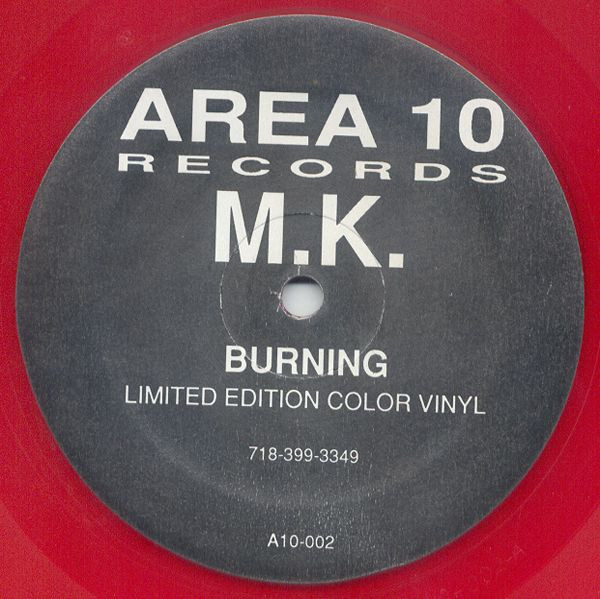 AREA 10
RECORDS
M.K.
BURNING
LIMITED EDITION COLOR VINYL
718-399-3349
A10-002